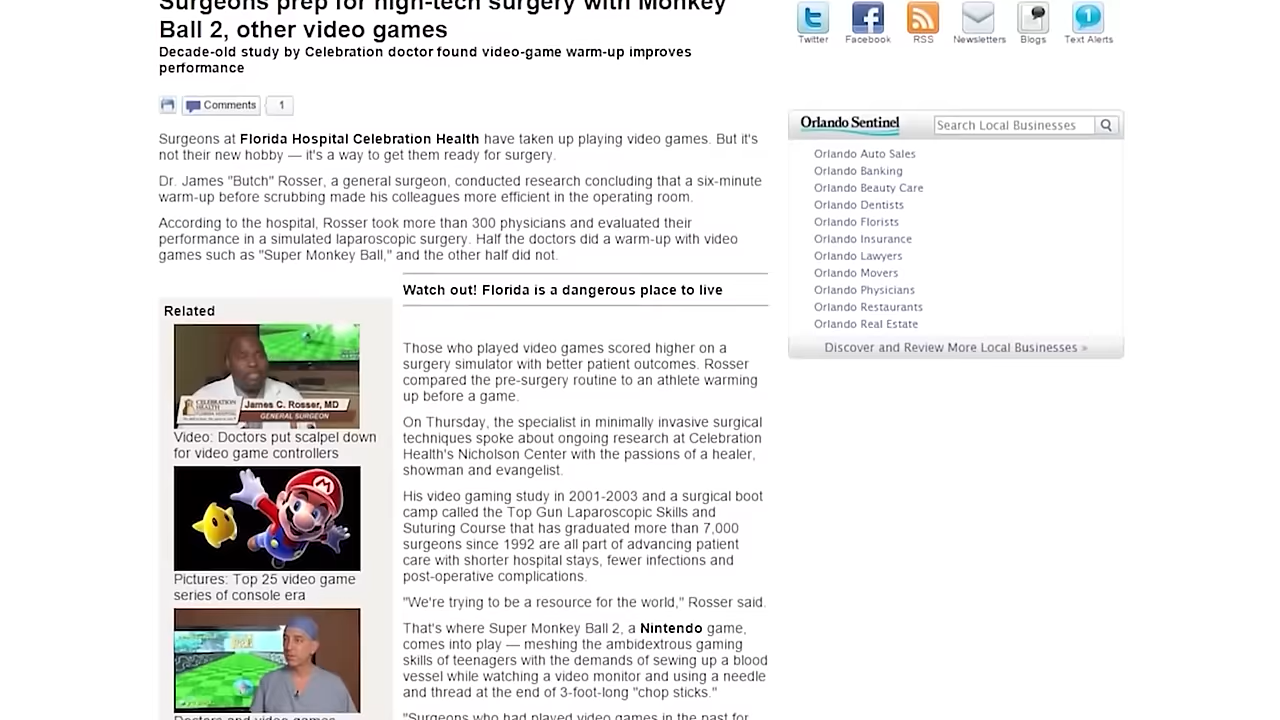 Surgeons prep for high-tech surgery with Monkey
Ball 2, other video games
Decade-old study by Celebration doctor found video-game warm-up improves
performance
Comments
1
Surgeons at Florida Hospital Celebration Health have taken up playing video games. But it's
not their new hobby — it's a way to get them ready for surgery.
Dr. James "Butch" Rosser, a general surgeon, conducted research concluding that a six-minute
warm-up before scrubbing made his colleagues more efficient in the operating room.
According to the hospital, Rosser took more than 300 physicians and evaluated their
performance in a simulated laparoscopic surgery. Half the doctors did a warm-up with video
games such as "Super Monkey Ball," and the other half did not.
Related
CELEBRATION
HEALTH
FLORIDA HOSPITAL
James C. Rosser, MD
GENERAL SURGEON
Video: Doctors put scalpel down
for video game controllers
M
Pictures: Top 25 video game
series of console era
Doctors and video games
Watch out! Florida is a dangerous place to live
Those who played video games scored higher on a
surgery simulator with better patient outcomes. Rosser
compared the pre-surgery routine to an athlete warming
up before a game.
On Thursday, the specialist in minimally invasive surgical
techniques spoke about ongoing research at Celebration
Health's Nicholson Center with the passions of a healer,
showman and evangelist.
His video gaming study in 2001-2003 and a surgical boot
camp called the Top Gun Laparoscopic Skills and
Suturing Course that has graduated more than 7,000
surgeons since 1992 are all part of advancing patient
care with shorter hospital stays, fewer infections and
post-operative complications.
"We're trying to be a resource for the world," Rosser said.
That's where Super Monkey Ball 2, a Nintendo game,
comes into play — meshing the ambidextrous gaming
skills of teenagers with the demands of sewing up a blood
vessel while watching a video monitor and using a needle
and thread at the end of 3-foot-long "chop sticks."
"Surgeons who had played video games in the past for
Twitter
Facebook
RSS
Newsletters
Blogs
1
Text Alerts
Orlando Sentinel
Search Local Businesses
Orlando Auto Sales
Orlando Banking
Orlando Beauty Care
Orlando Dentists
Orlando Florists
Orlando Insurance
Orlando Lawyers
Orlando Movers
Orlando Physicians
Orlando Restaurants
Orlando Real Estate
Discover and Review More Local Businesses »